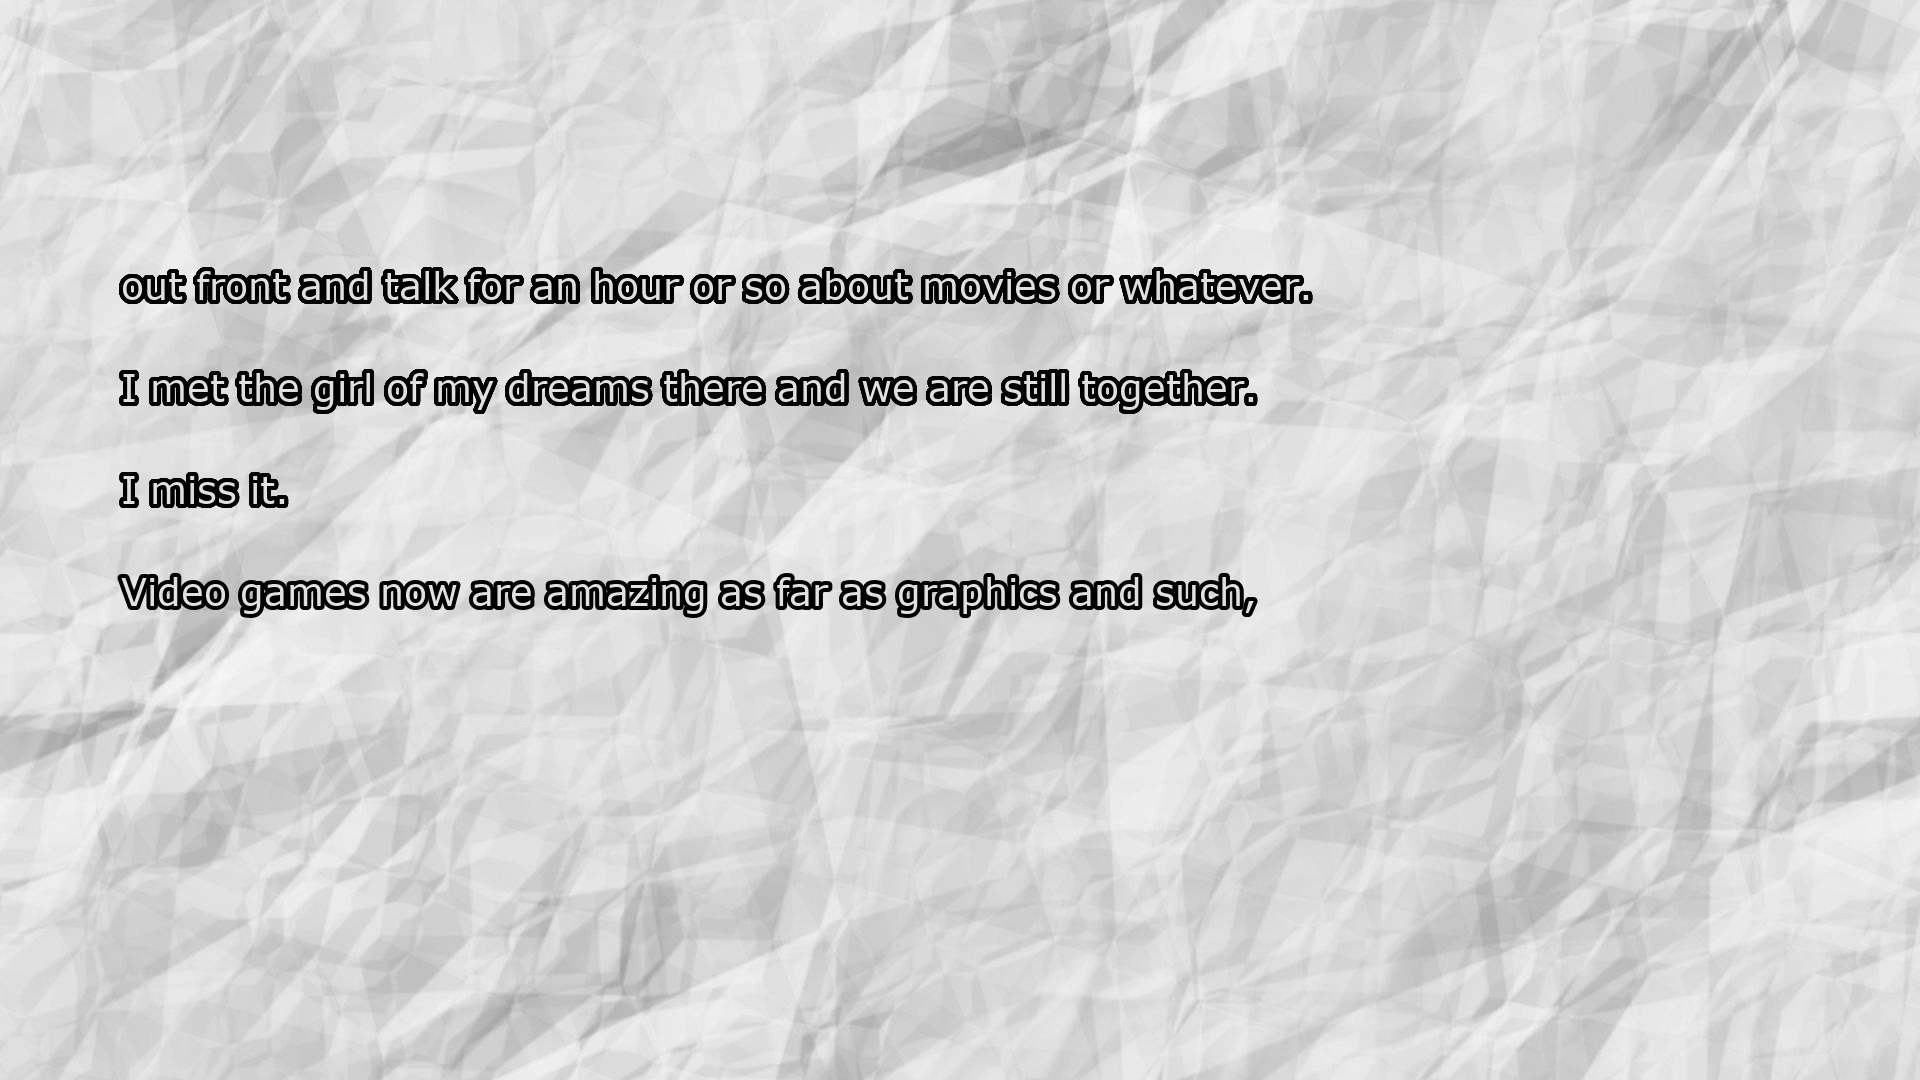 out front and talk for an hour or so about movies or whatever.
I met the girl of my dreams there and we are still together.
I miss it.
Video games now are amazing as far as graphics and such,